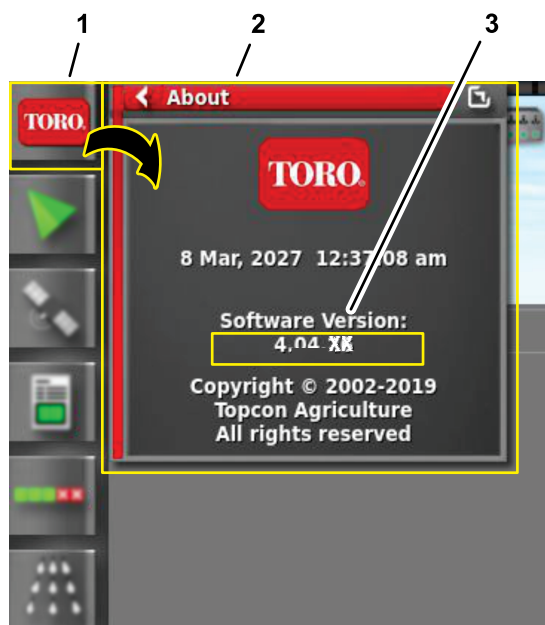 1
2
3
TORO.
About
TORO.
8 Mar, 2027 12:37:08 am
Software Version:
4.04.XX
Copyright © 2002-2019
Topcon Agriculture
All rights reserved